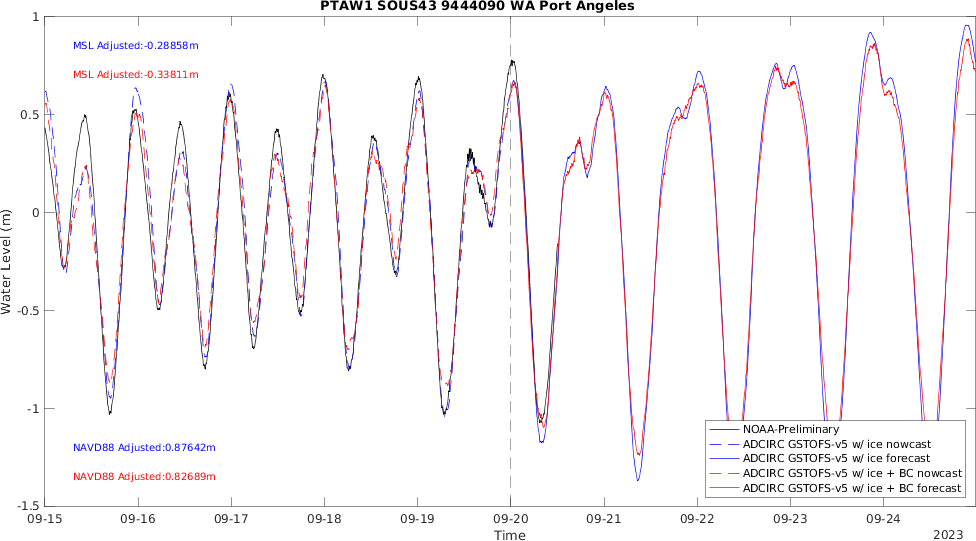 PTAW1 SOUS43 9444090 WA Port Angeles
1
0.5
0
-0.5
-1
-1.5
Water Level (m)
MSL Adjusted:-0.28858m
MSL Adjusted:-0.33811m
NAVD88 Adjusted:0.87642m
NAVD88 Adjusted:0.82689m
NOAA-Preliminary
ADCIRC GSTOFS-v5 w/ ice nowcast
ADCIRC GSTOFS-v5 w/ ice forecast
ADCIRC GSTOFS-v5 w/ ice + BC nowcast
ADCIRC GSTOFS-v5 w/ ice + BC forecast
09-15 09-16 09-17 09-18 09-19 09-20 09-21 09-22 09-23 09-24
Time
2023